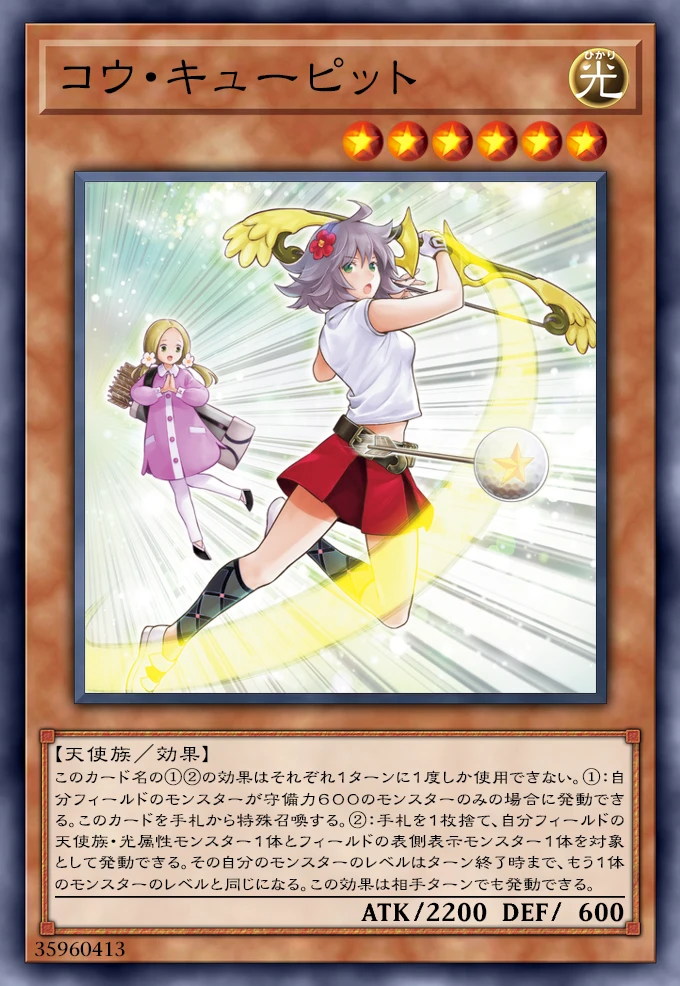 コウ・キューピット
ひかり
光
【天使族／効果】
このカード名の①②の効果はそれぞれ1ターンに1度しか使用できない。①：自
分フィールドのモンスターが守備力600のモンスターのみの場合に発動でき
る。このカードを手札から特殊召喚する。②：手札を1枚捨て、自分フィールドの
天使族・光属性モンスター1体とフィールドの表側表示モンスター1体を対象
として発動できる。その自分のモンスターのレベルはターン終了時まで、もう1体
のモンスターのレベルと同じになる。この効果は相手ターンでも発動できる。
ATK/2200 DEF/ 600
35960413